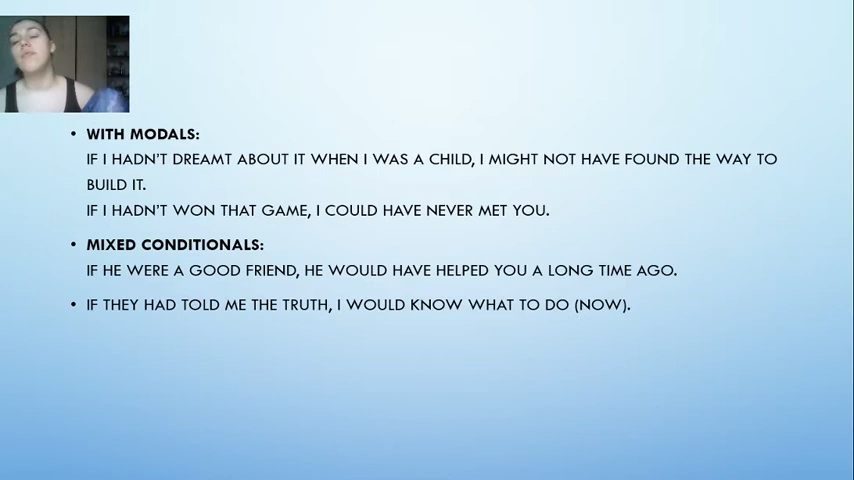 WITH MODALS:
IF I HADN'T DREAMT ABOUT IT WHEN I WAS A CHILD, I MIGHT NOT HAVE FOUND THE WAY TO
BUILD IT.
IF I HADN'T WON THAT GAME, I COULD HAVE NEVER MET YOU.
MIXED CONDITIONALS:
IF HE WERE A GOOD FRIEND, HE WOULD HAVE HELPED YOU A LONG TIME AGO.
IF THEY HAD TOLD ME THE TRUTH, I WOULD KNOW WHAT TO DO (NOW).